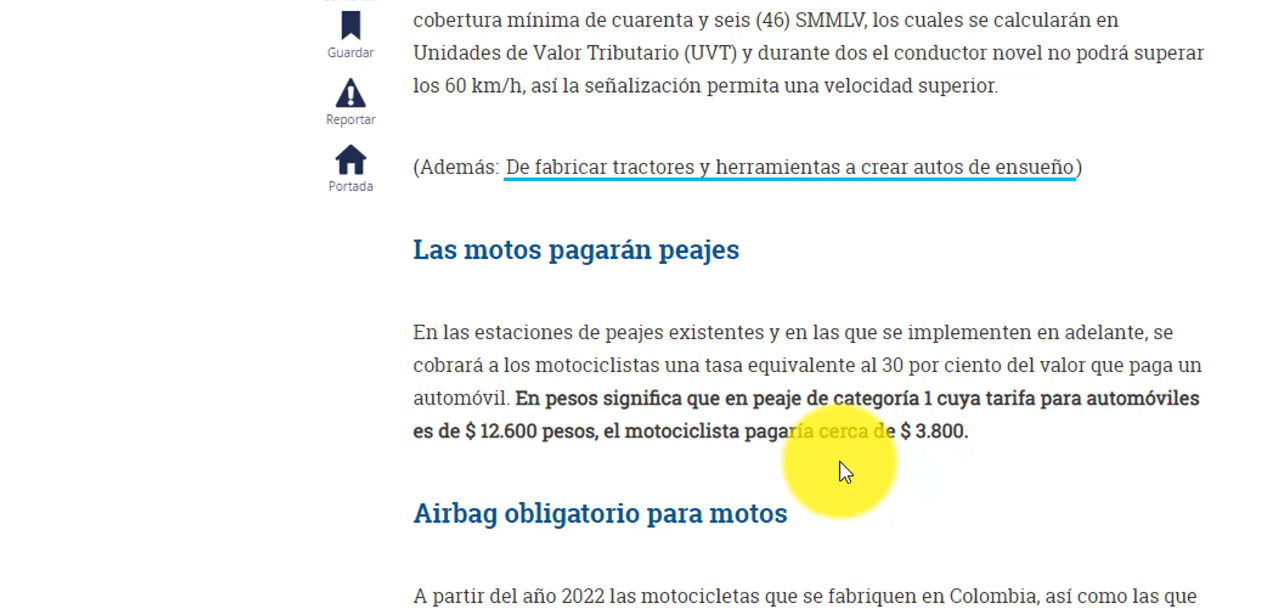 cobertura mínima de cuarenta y seis (46) SMMLV, los cuales se calcularán en
Guardar
Unidades de Valor Tributario (UVT) y durante dos el conductor novel no podrá superar
los 60 km/h, así la señalización permita una velocidad superior.
Reportar
(Además: De fabricar tractores y herramientas a crear autos de ensueño)
Portada
Las motos pagarán peajes
En las estaciones de peajes existentes y en las que se implementen en adelante, se
cobrará a los motociclistas una tasa equivalente al 30 por ciento del valor que paga un
automóvil. En pesos significa que en peaje de categoría 1 cuya tarifa para automóviles
es de $ 12.600 pesos, el motociclista pagaría cerca de $ 3.800.
Airbag obligatorio para motos
A partir del año 2022 las motocicletas que se fabriquen en Colombia, así como las que